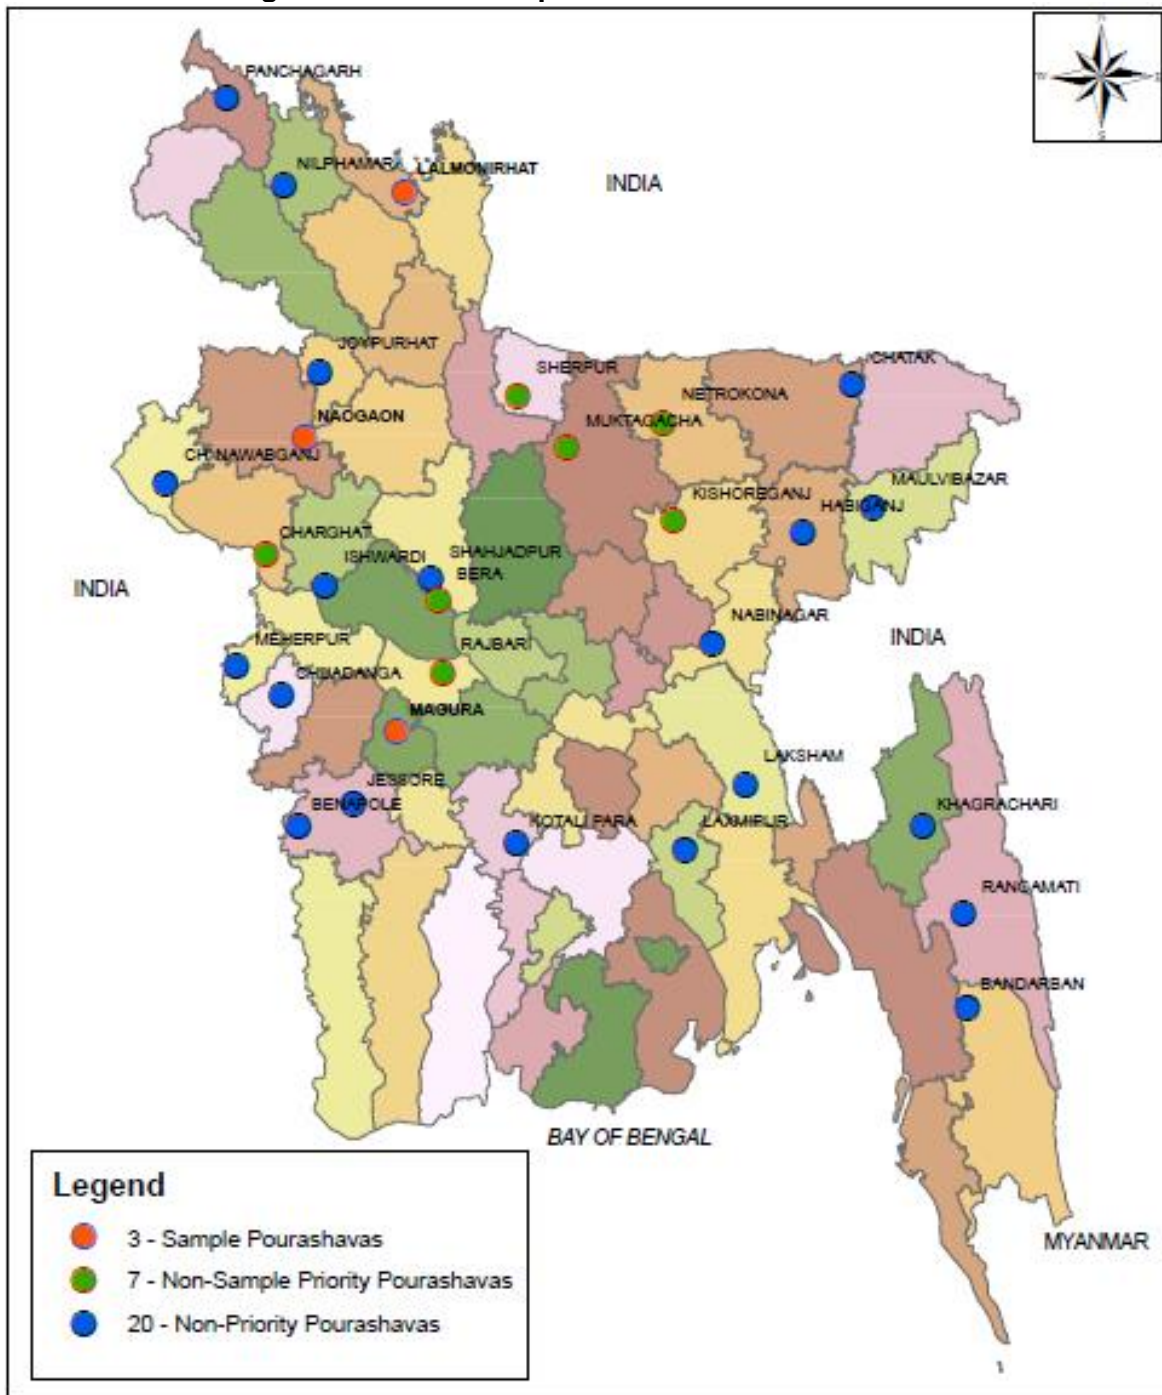 N
W
E
S
PANCHAGARH
NILPHAMARI
LALMONIRHAT
INDIA
JOYPURHAT
SHERPUR
CHATAK
NETROKONA
NAOGAON
MUKTAGACHA
CH.NAWABGANJ
MAULVIBAZAR
KISHOREGANJ
HABIGANJ
CHARGHAT
ISHWARDI
SHAHJADPUR
BERA
INDIA
NABINAGAR
INDIA
MEHERPUR
RAJBARI
CHUADANGA
MAGURA
LAKSHAM
JESSORE
BENAPOLE
KHAGRACHARI
KOTALI PARA
LAXMIPUR
RANGAMATI
BANDARBAN
BAY OF BENGAL
MYANMAR
Legend
3 - Sample Pourashavas
7 - Non-Sample Priority Pourashavas
20 - Non-Priority Pourashavas